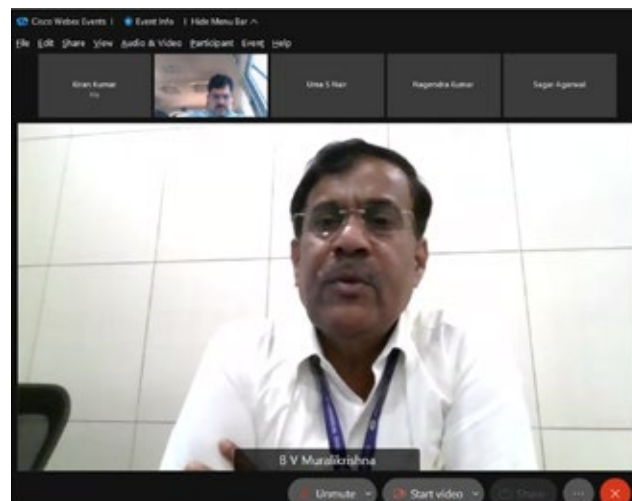 Cisco Webex Events | Event Info | Hide Menu Bar
File Edit Share View Audio & Video Participant Event Help
Kiran Kumar
Uma S Nair
Nagendra Kumar
Sagar Agarwal
B V Muralikrishna
Unmute
Start video
Share